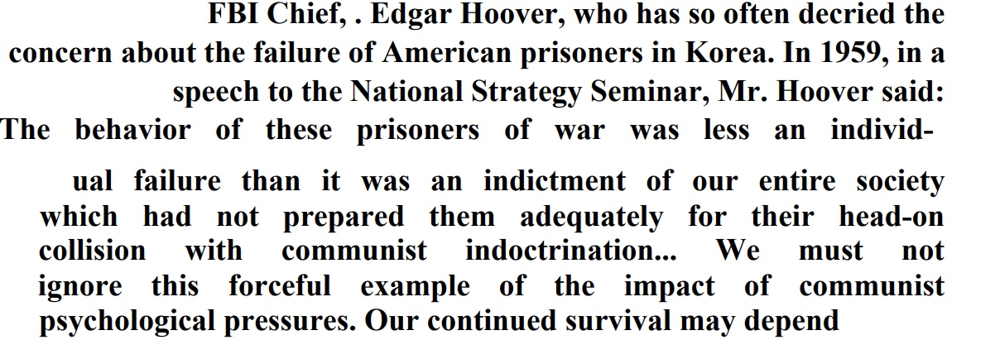 FBI Chief, . Edgar Hoover, who has so often decried the
concern about the failure of American prisoners in Korea. In 1959, in a
speech to the National Strategy Seminar, Mr. Hoover said:
The behavior of these prisoners of war was less an individ-
ual failure than it was an indictment of our entire society
which had not prepared them adequately for their head-on
collision with communist indoctrination... We must not
ignore this forceful example of the impact of communist
psychological pressures. Our continued survival may depend